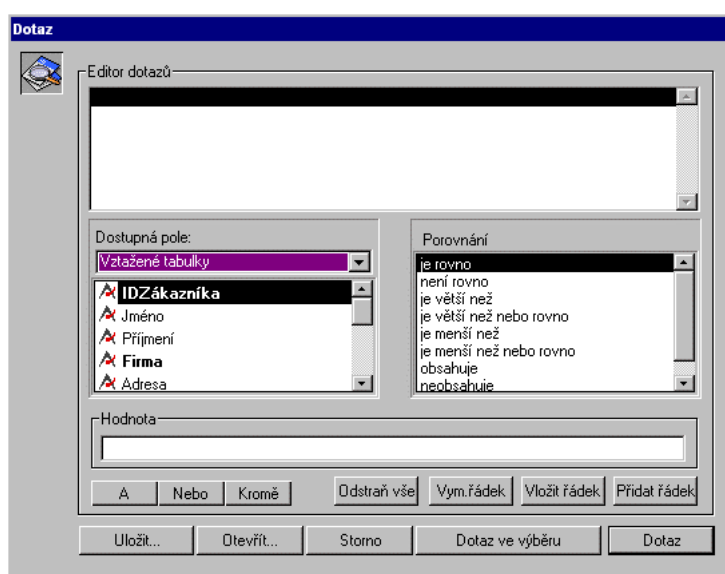 Dotaz
Editor dotazů
Dostupná pole:
Vztažené tabulky
IDZákazníka
Jméno
Příjmení
Firma
Adresa
Porovnání
je rovno
není rovno
je větší než
je větší než nebo rovno
je menší než
je menší než nebo rovno
obsahuje
neobsahuje
Hodnota
A Nebo Kromě Odstraň vše Vym.řádek Vložit řádek Přidat řádek
Uložit... Otevřít... Storno Dotaz ve výběru Dotaz